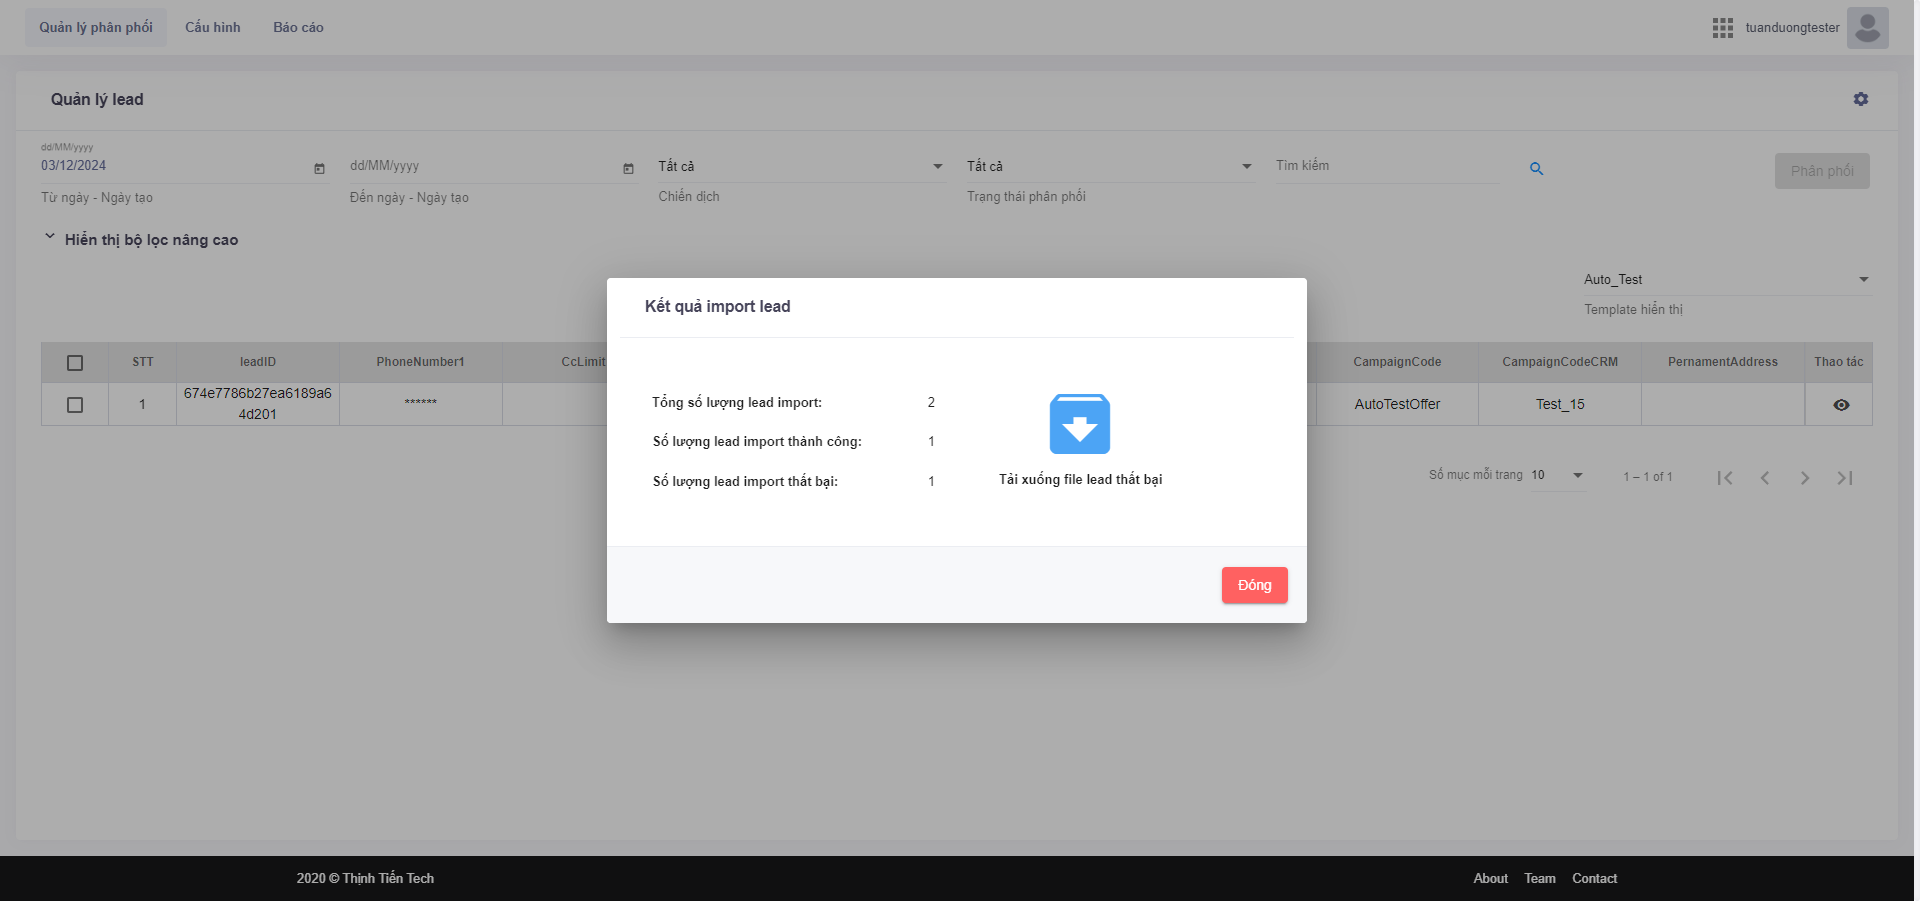 Quản lý phân phối Cấu hình Báo cáo tuanduongtester
Quản lý lead
dd/MM/yyyy
03/12/2024 dd/MM/yyyy Tất cả Tất cả Tìm kiếm Phân phối
Từ ngày - Ngày tạo Đến ngày - Ngày tạo Chiến dịch Trạng thái phân phối
Hiển thị bộ lọc nâng cao
Auto_Test
Template hiển thị
Kết quả import lead
STT leadID PhoneNumber1 CcLimit CampaignCode CampaignCodeCRM PernamentAddress Thao tác
1 674e7786b27ea6189a6 ****** AutoTestOffer Test_15
4d201
Tổng số lượng lead import: 2
Số lượng lead import thành công: 1
Số lượng lead import thất bại: 1
Tải xuống file lead thất bại
Số mục mỗi trang 10 1 – 1 of 1
Đóng
2020 © Thịnh Tiến Tech About Team Contact